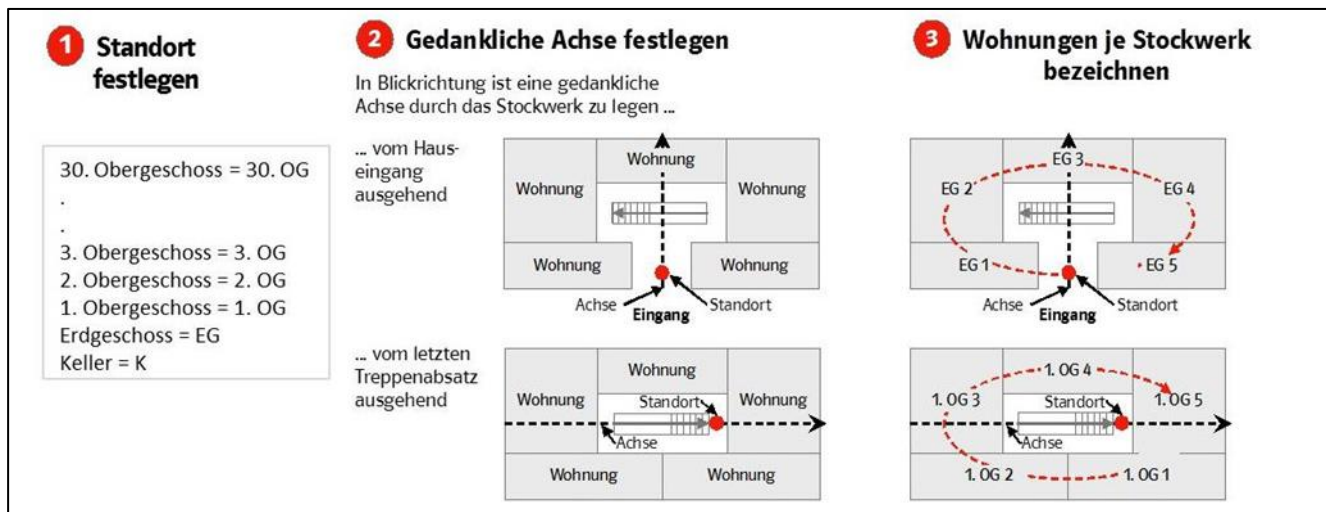 1 Standort
festlegen
30. Obergeschoss = 30. OG
.
.
3. Obergeschoss = 3. OG
2. Obergeschoss = 2. OG
1. Obergeschoss = 1. OG
Erdgeschoss = EG
Keller = K
2 Gedankliche Achse festlegen
In Blickrichtung ist eine gedankliche
Achse durch das Stockwerk zu legen ...
... vom Haus-
eingang
ausgehend
Wohnung
Wohnung
Wohnung
Wohnung
Wohnung
Achse
Standort
Eingang
... vom letzten
Treppenabsatz
ausgehend
Wohnung
Wohnung
Wohnung
Standort
Achse
Wohnung
Wohnung
3 Wohnungen je Stockwerk
bezeichnen
EG 3
EG 2
EG 4
EG 1
EG 5
Achse
Standort
Eingang
1. OG 4
1. OG 3
Standort
1. OG 5
Achse
1. OG 2
1. OG 1